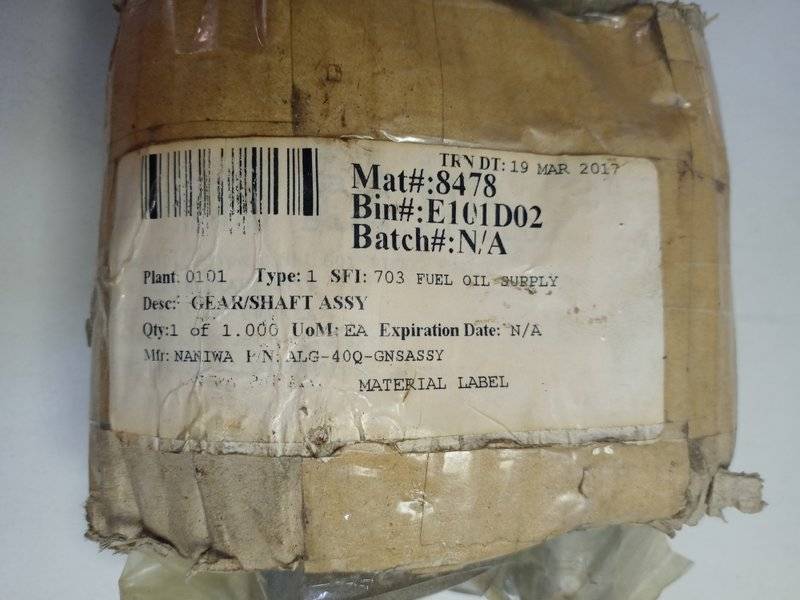 TRN DT: 19 MAR 2017
Mat#:8478
Bin#:E101D02
Batch#:N/A
Plant: 0101 Type: 1 SFI: 703 FUEL OIL SUPPLY
Desc: GEAR/SHAFT ASSY
Qty:1 of 1.000 UoM: EA Expiration Date: N/A
Mfr: NANIWA P/N: ALG-40Q-GNSASSY
MATERIAL LABEL